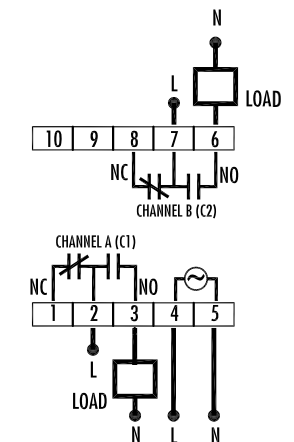 N
L
LOAD
10 9 8 7 6
NC NO
CHANNEL B (C2)
CHANNEL A (C1)
NC NO
1 2 3 4 5
L
LOAD
N L N